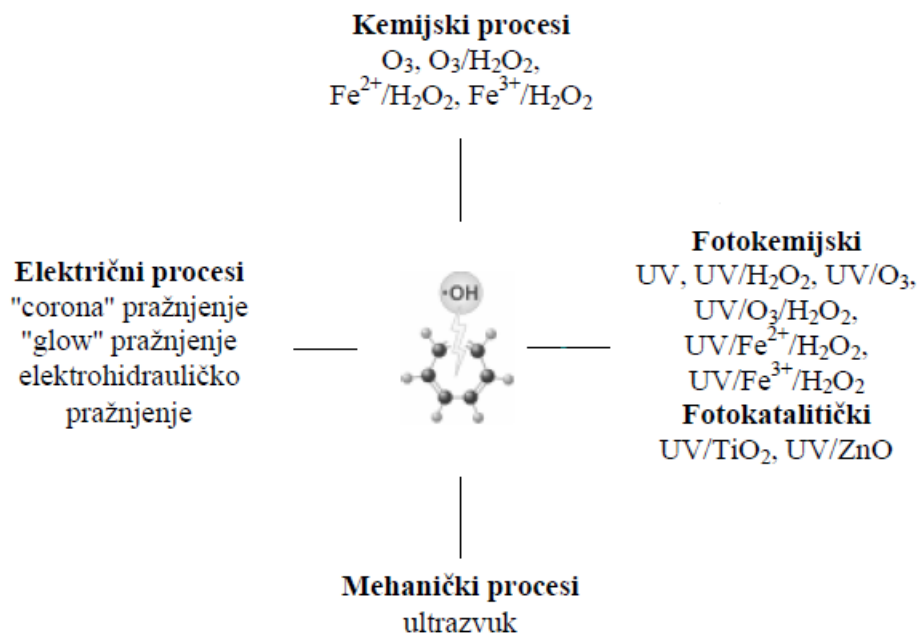 Kemijski procesi
O₃, O₃/H₂O₂,
Fe²⁺/H₂O₂, Fe³⁺/H₂O₂
Električni procesi
"corona" pražnjenje
"glow" pražnjenje
elektrohidrauličko
pražnjenje
•OH
Fotokemijski
UV, UV/H₂O₂, UV/O₃,
UV/O₃/H₂O₂,
UV/Fe²⁺/H₂O₂,
UV/Fe³⁺/H₂O₂
Fotokatalitički
UV/TiO₂, UV/ZnO
Mehanički procesi
ultrazvuk